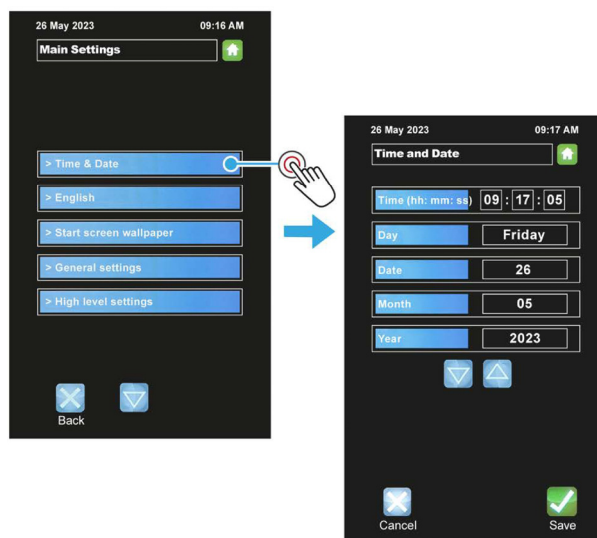 26 May 2023 09:16 AM
Main Settings
> Time & Date
> English
> Start screen wallpaper
> General settings
> High level settings
Back
26 May 2023 09:17 AM
Time and Date
Time (hh: mm: ss) 09 : 17 : 05
Day Friday
Date 26
Month 05
Year 2023
Cancel Save